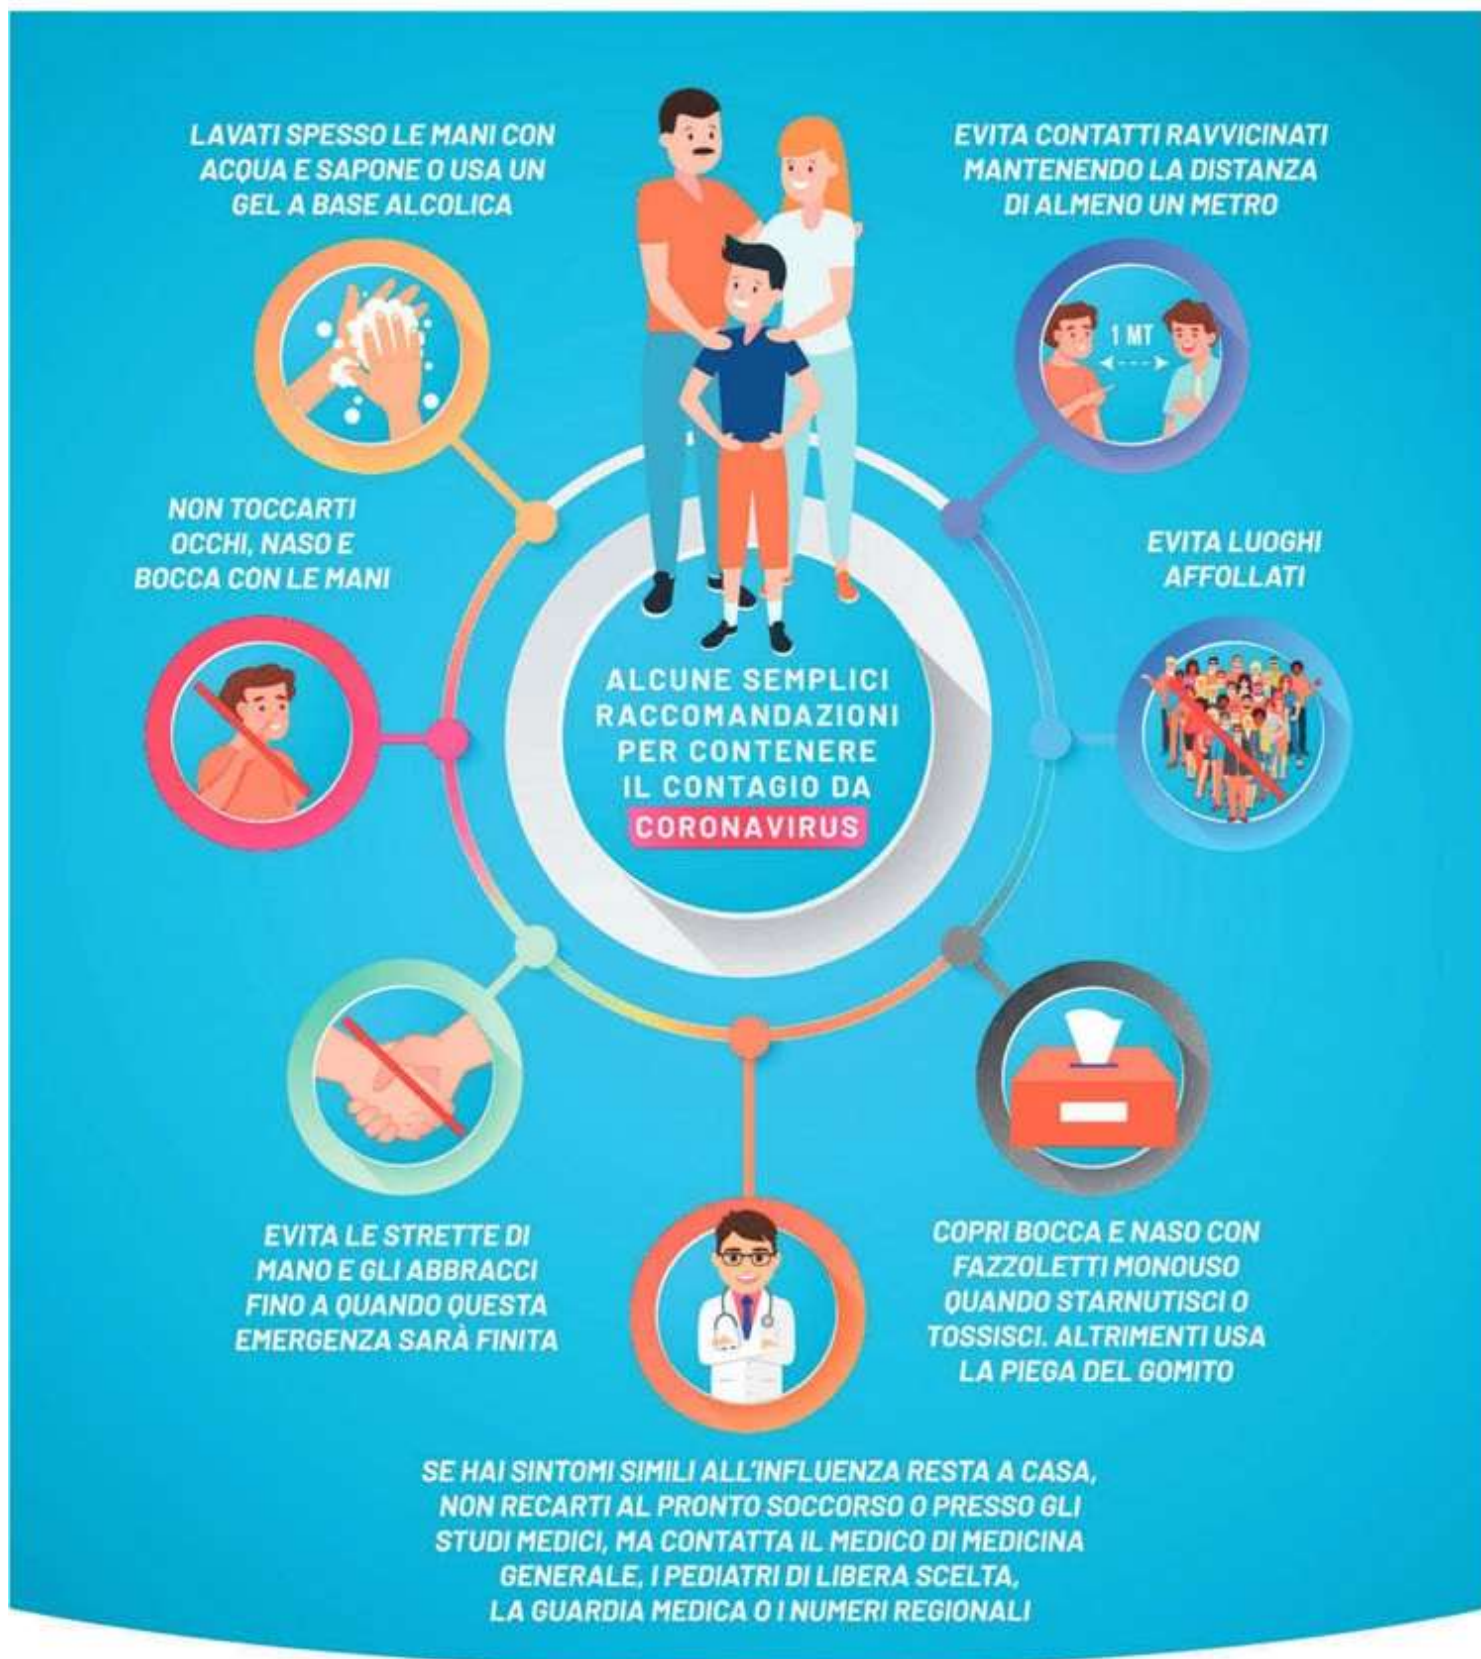 LAVATI SPESSO LE MANI CON
ACQUA E SAPONE O USA UN
GEL A BASE ALCOLICA
EVITA CONTATTI RAVVICINATI
MANTENENDO LA DISTANZA
DI ALMENO UN METRO
1 MT
NON TOCCARTI
OCCHI, NASO E
BOCCA CON LE MANI
EVITA LUOGHI
AFFOLLATI
ALCUNE SEMPLICI
RACCOMANDAZIONI
PER CONTENERE
IL CONTAGIO DA
CORONAVIRUS
EVITA LE STRETTE DI
MANO E GLI ABBRACCI
FINO A QUANDO QUESTA
EMERGENZA SARÀ FINITA
COPRI BOCCA E NASO CON
FAZZOLETTI MONOUSO
QUANDO STARNUTISCI O
TOSSISCI. ALTRIMENTI USA
LA PIEGA DEL GOMITO
SE HAI SINTOMI SIMILI ALL'INFLUENZA RESTA A CASA,
NON RECARTI AL PRONTO SOCCORSO O PRESSO GLI
STUDI MEDICI, MA CONTATTA IL MEDICO DI MEDICINA
GENERALE, I PEDIATRI DI LIBERA SCELTA,
LA GUARDIA MEDICA O I NUMERI REGIONALI